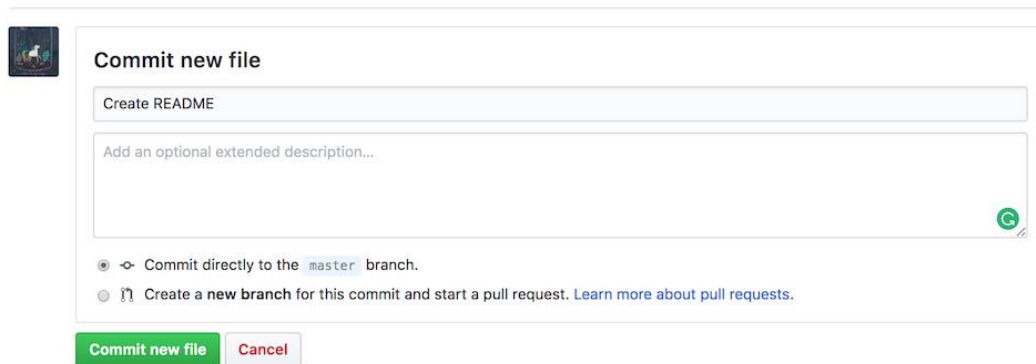 Commit new file
Create README
Add an optional extended description...
Commit directly to the master branch.
Create a new branch for this commit and start a pull request. Learn more about pull requests.
Commit new file Cancel